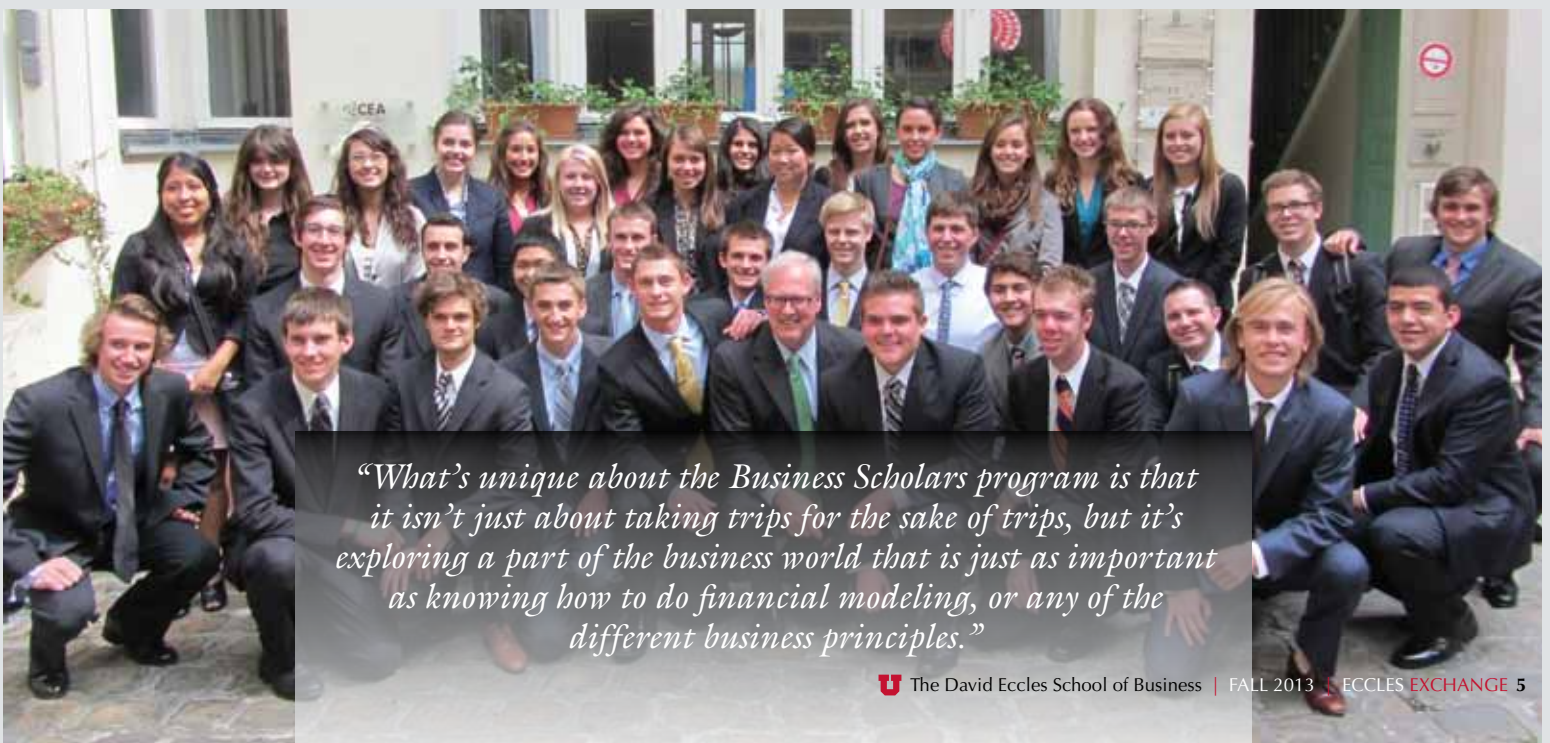 CEA
“What’s unique about the Business Scholars program is that
it isn’t just about taking trips for the sake of trips, but it’s
exploring a part of the business world that is just as important
as knowing how to do financial modeling, or any of the
different business principles.”
U The David Eccles School of Business | FALL 2013 | ECCLES EXCHANGE 5